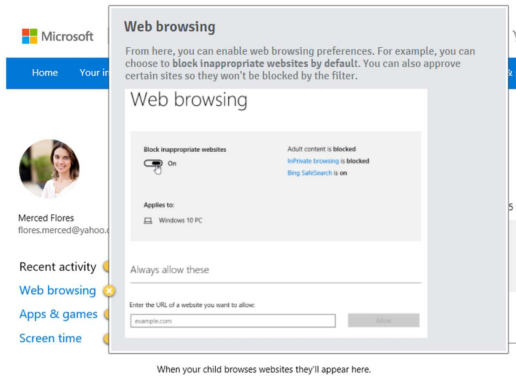 Microsoft
Home Your in
Web browsing
From here, you can enable web browsing preferences. For example, you can
choose to block inappropriate websites by default. You can also approve
certain sites so they won't be blocked by the filter.
Web browsing
Block inappropriate websites
On
Adult content is blocked
InPrivate browsing is blocked
Bing SafeSearch is on
Applies to:
Windows 10 PC
Always allow these
Enter the URL of a website you want to allow:
example.com
Allow
Merced Flores
flores.merced@yahoo.c
Recent activity
Web browsing
Apps & games
Screen time
When your child browses websites they'll appear here.